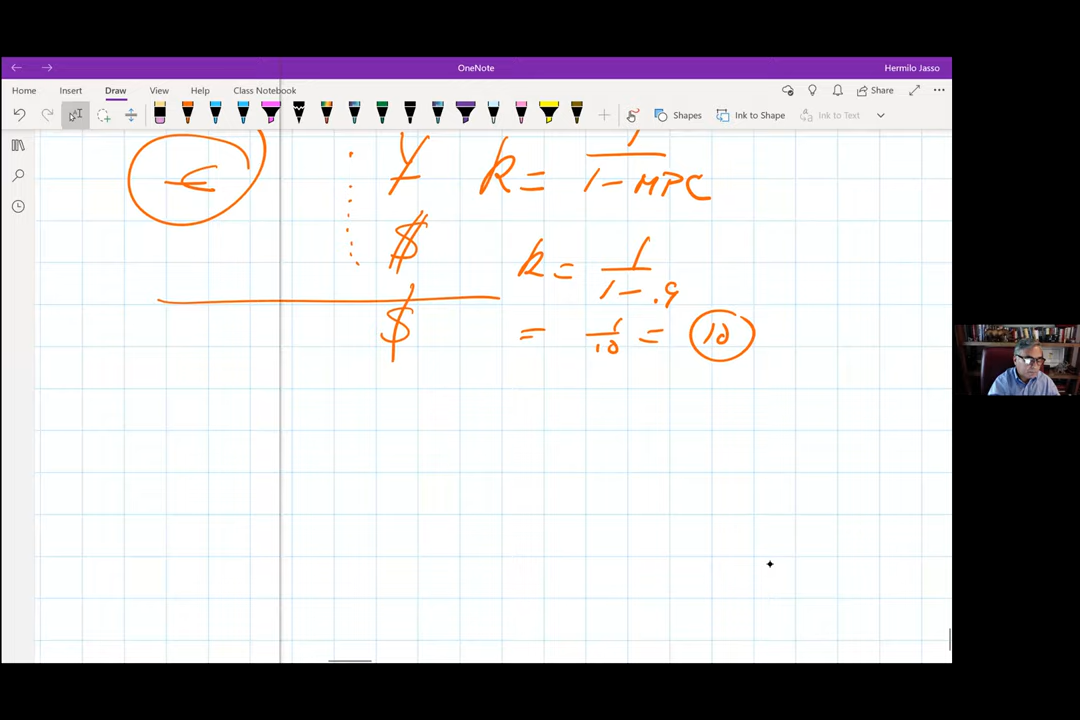 OneNote
Hermilo Jasso
Home Insert Draw View Help Class Notebook
Share
Shapes Ink to Shape Ink to Text
€ ¥ k = 1 / 1 - MPC
$ k = 1 / 1 - .9
$ = 1 / 10 = 10